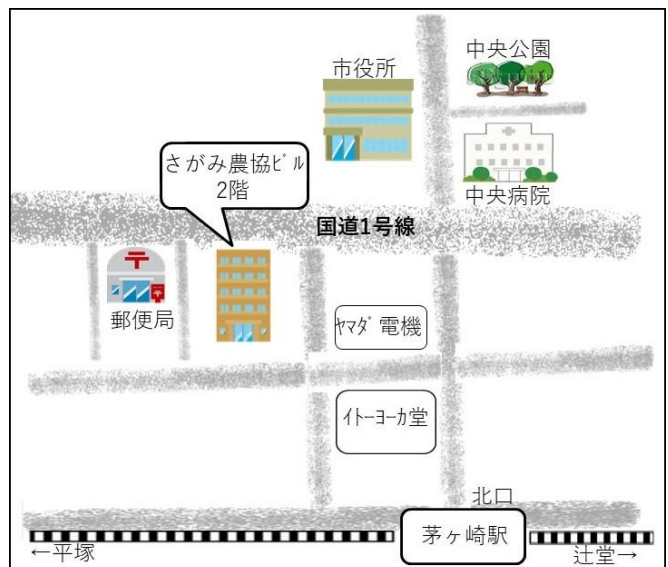 中央公園
市役所
さがみ農協ﾋﾞﾙ
2階
中央病院
国道1号線
〒
郵便局
ﾔﾏﾀﾞ電機
ｲﾄｰﾖｰｶ堂
北口
茅ヶ崎駅
←平塚
辻堂→